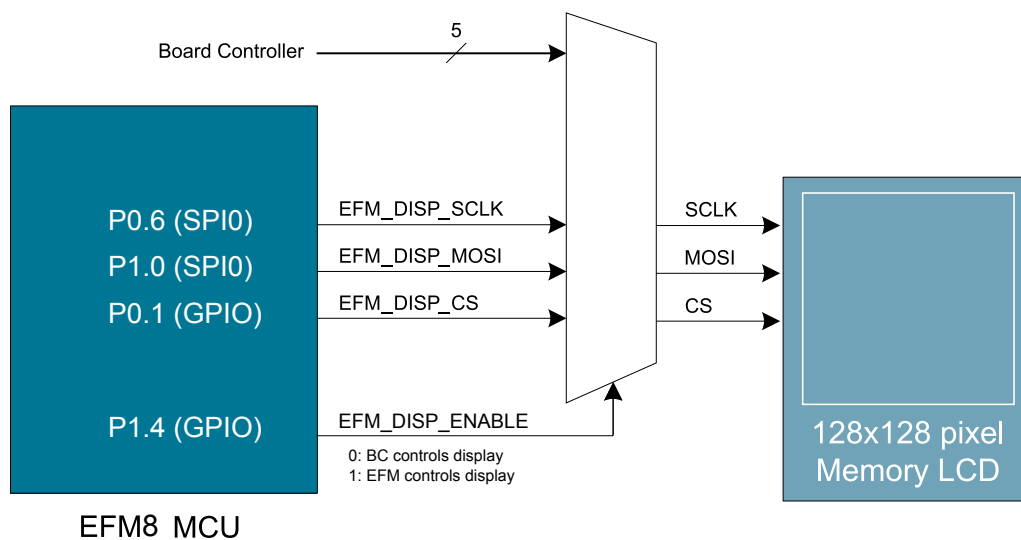 5
Board Controller
P0.6 (SPI0)
EFM_DISP_SCLK
SCLK
P1.0 (SPI0)
EFM_DISP_MOSI
MOSI
P0.1 (GPIO)
EFM_DISP_CS
CS
P1.4 (GPIO)
EFM_DISP_ENABLE
0: BC controls display
1: EFM controls display
128x128 pixel
Memory LCD
EFM8 MCU